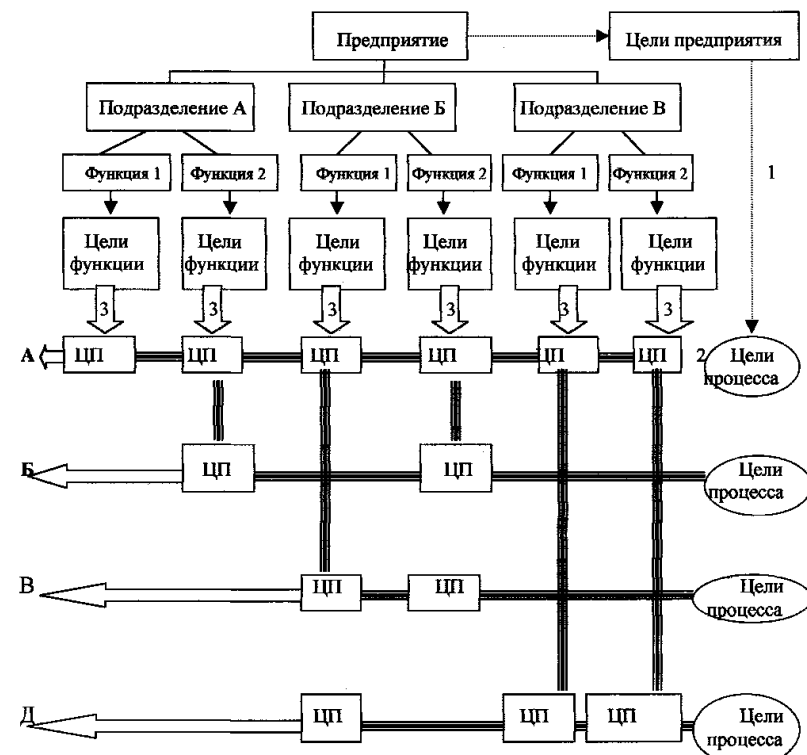 Предприятие
Цели предприятия
Подразделение А
Подразделение Б
Подразделение В
Функция 1
Функция 2
Функция 1
Функция 2
Функция 1
Функция 2
1
Цели
функции
Цели
функции
Цели
функции
Цели
функции
Цели
функции
Цели
функции
3
3
3
3
3
3
А
ЦП
ЦП
ЦП
ЦП
ЦП
ЦП
2
Цели
процесса
Б
ЦП
ЦП
Цели
процесса
В
ЦП
ЦП
Цели
процесса
Д
ЦП
ЦП
ЦП
Цели
процесса